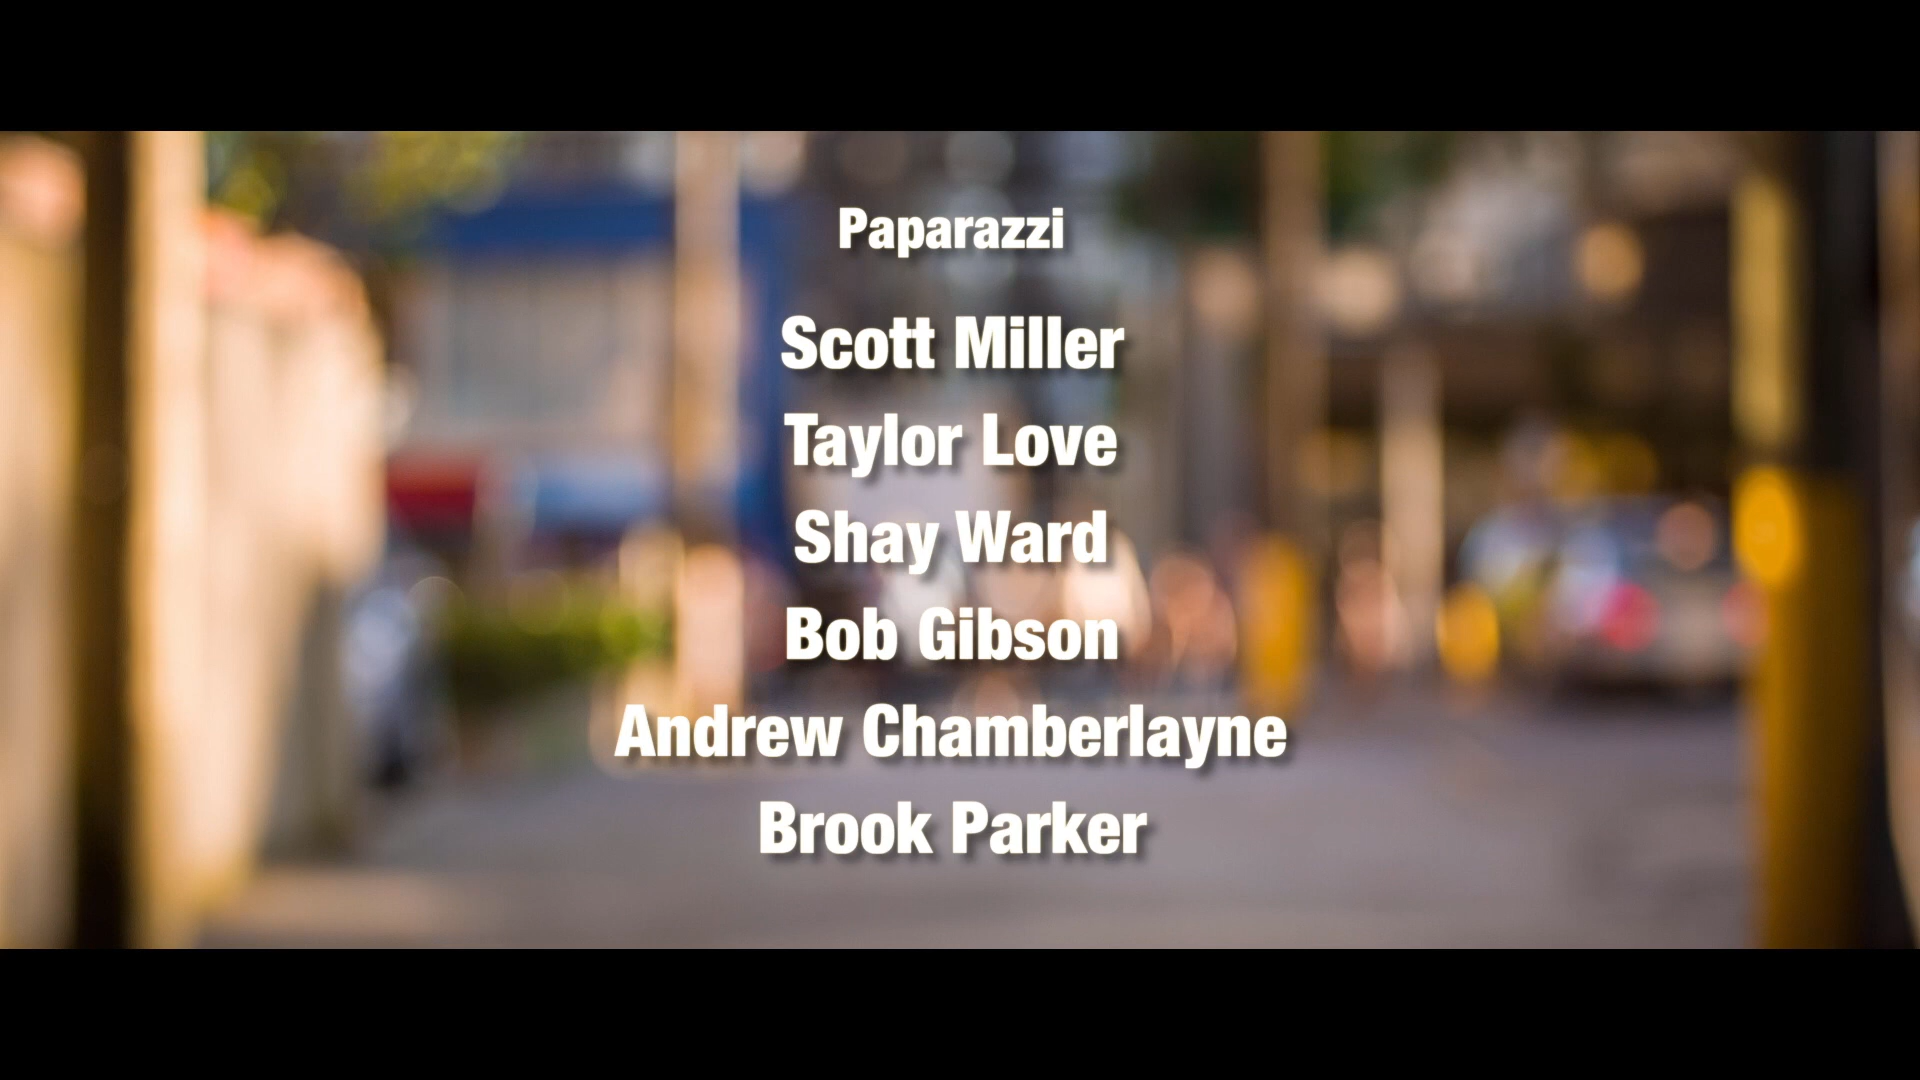 Paparazzi
Scott Miller
Taylor Love
Shay Ward
Bob Gibson
Andrew Chamberlayne
Brook Parker